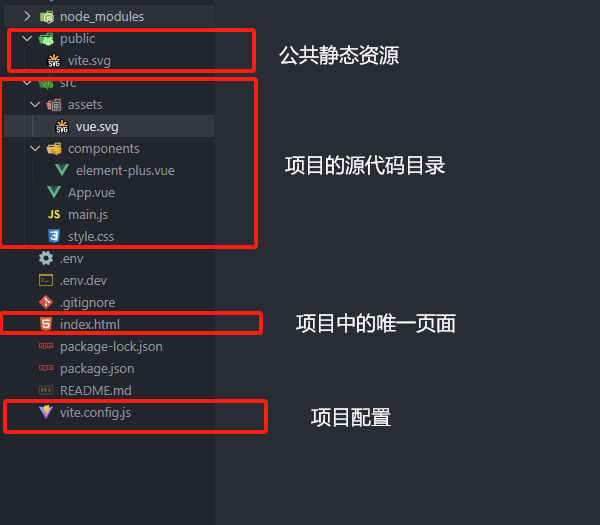 node_modules
public
公共静态资源
vite.svg
src
assets
vue.svg
components
项目的源代码目录
element-plus.vue
App.vue
JS main.js
style.css
.env
.env.dev
.gitignore
index.html
项目中的唯一页面
package-lock.json
package.json
README.md
vite.config.js
项目配置